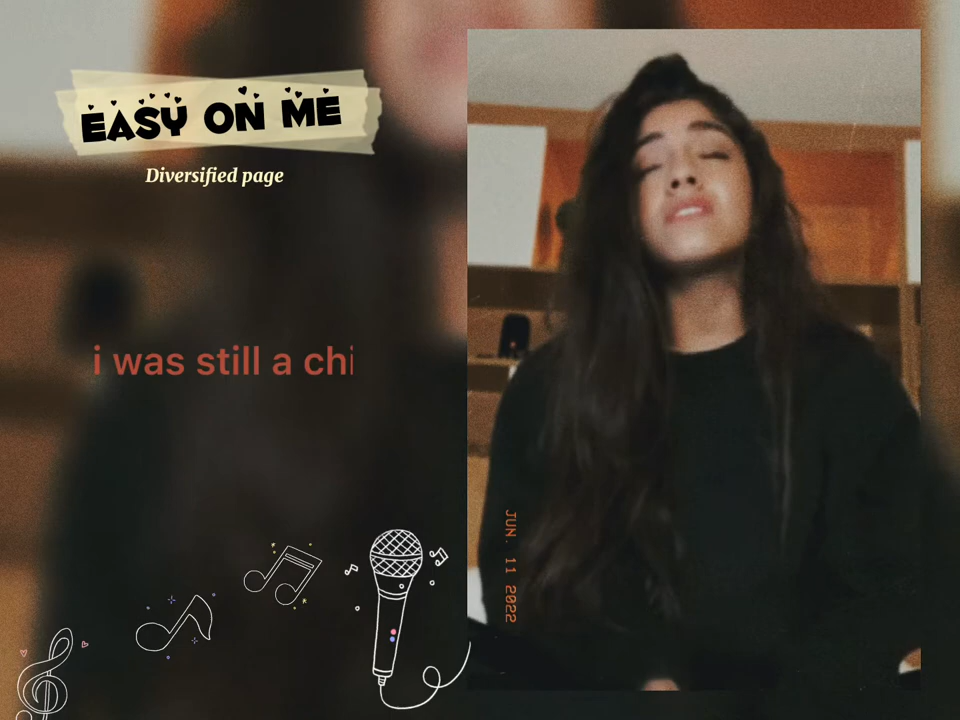 EASY ON ME
Diversified page
i was still a chi
JUN. 11 2022